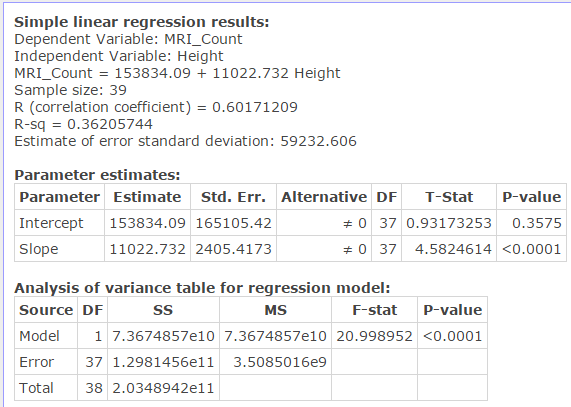 Simple linear regression results:
Dependent Variable: MRI_Count
Independent Variable: Height
MRI_Count = 153834.09 + 11022.732 Height
Sample size: 39
R (correlation coefficient) = 0.60171209
R-sq = 0.36205744
Estimate of error standard deviation: 59232.606
Parameter estimates:
Parameter Estimate Std. Err. Alternative DF T-Stat P-value
Intercept 153834.09 165105.42 ≠ 0 37 0.93173253 0.3575
Slope 11022.732 2405.4173 ≠ 0 37 4.5824614 <0.0001
Analysis of variance table for regression model:
Source DF SS MS F-stat P-value
Model 1 7.3674857e10 7.3674857e10 20.998952 <0.0001
Error 37 1.2981456e11 3.5085016e9
Total 38 2.0348942e11